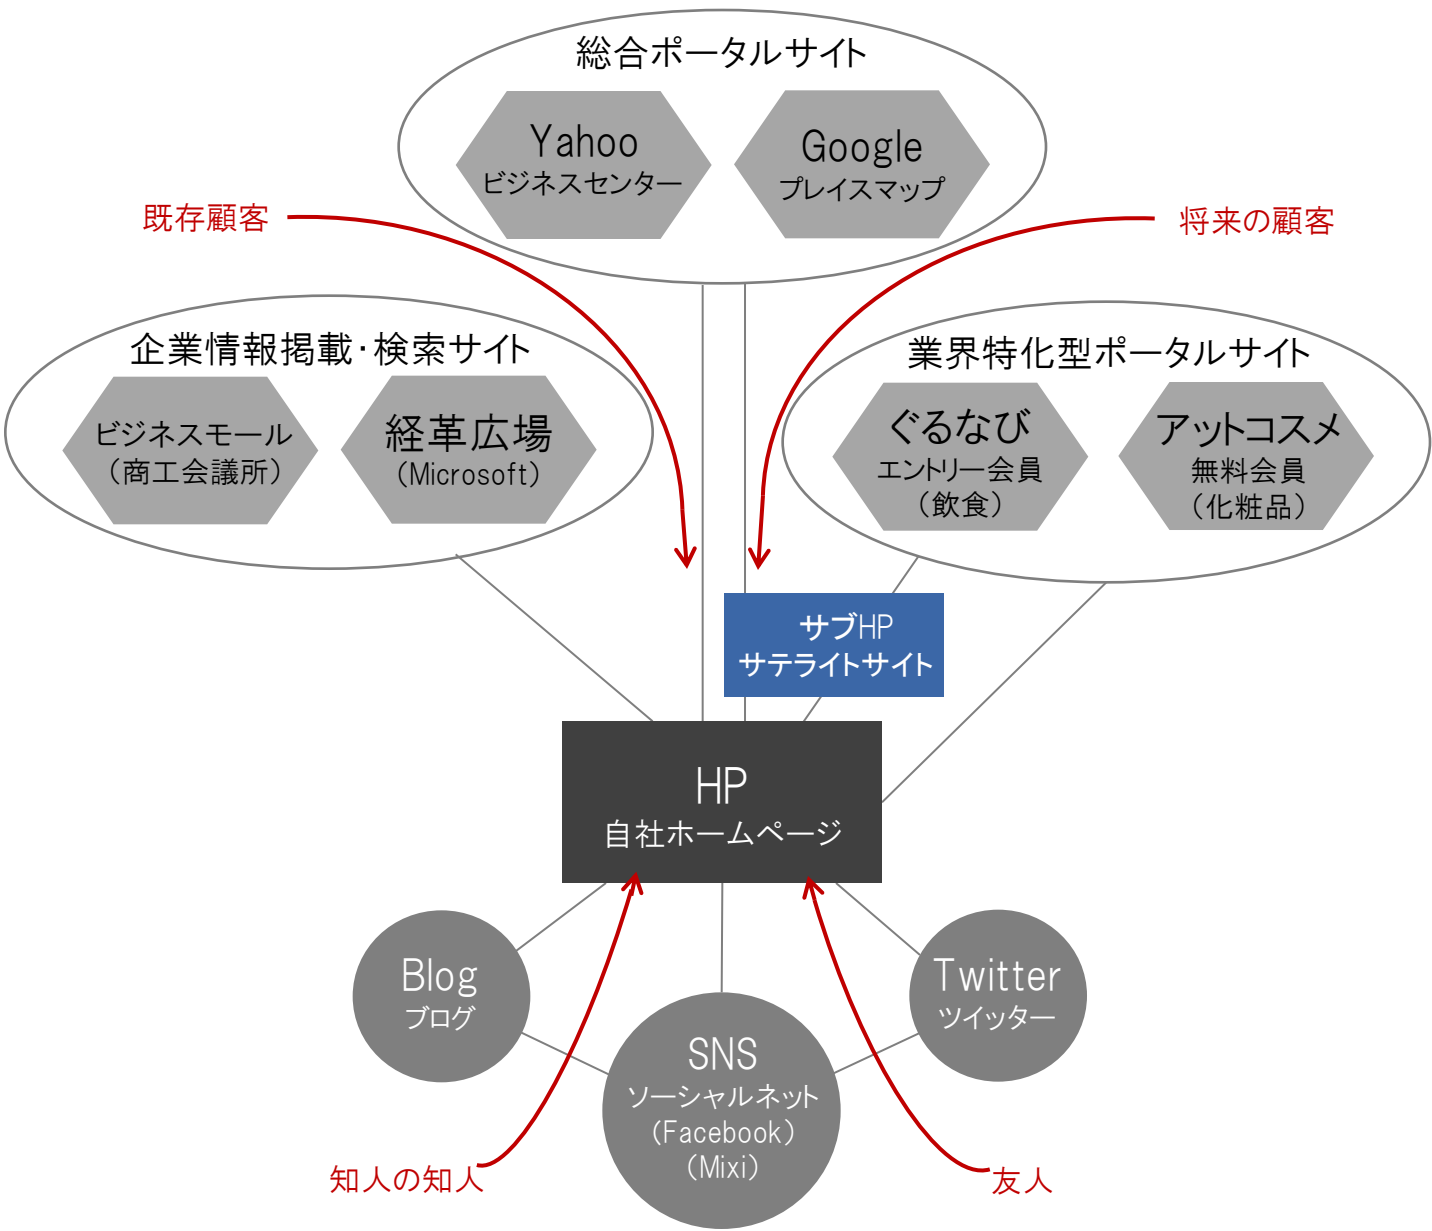 総合ポータルサイト
Yahoo
ビジネスセンター
Google
プレイスマップ
既存顧客
将来の顧客
企業情報掲載・検索サイト
ビジネスモール
（商工会議所）
経革広場
（Microsoft）
業界特化型ポータルサイト
ぐるなび
エントリー会員
（飲食）
アットコスメ
無料会員
（化粧品）
サブHP
サテライトサイト
HP
自社ホームページ
Blog
ブログ
Twitter
ツイッター
SNS
ソーシャルネット
（Facebook）
（Mixi）
知人の知人
友人